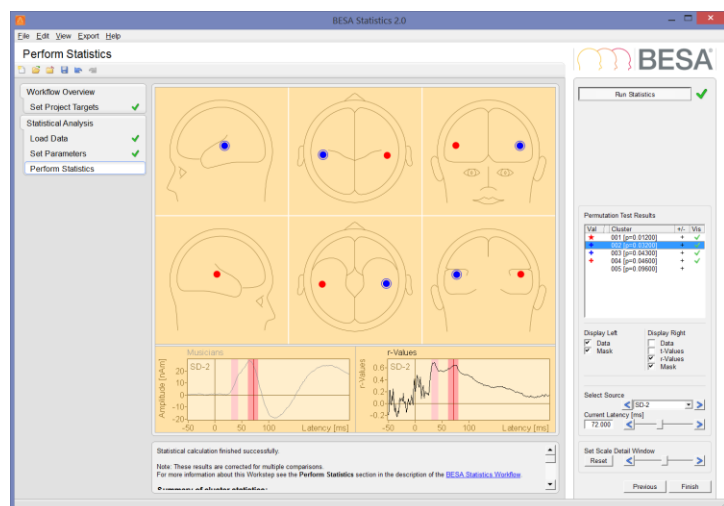 BESA Statistics 2.0
File Edit View Export Help
Perform Statistics
BESA
Workflow Overview
Set Project Targets
Statistical Analysis
Load Data
Set Parameters
Perform Statistics
Run Statistics
Permutation Test Results
Val Cluster +/- Vis
001 [p=0.01200] +
002 [p=0.03200] +
003 [p=0.04300] +
004 [p=0.04600] +
005 [p=0.09600] +
Display Left Display Right
Data Data
Mask t-Values
r-Values
Mask
Select Source
SD-2
Current Latency [ms]
72.000
Set Scale Detail Window
Reset
Previous Finish
Musicians
SD-2
Amplitude [nAm]
20
10
0
-10
-20
-50 0 50 100 Latency [ms]
r-Values
SD-2
r-Values
0.6
0.4
0.2
0.0
-0.2
-50 0 50 100 Latency [ms]
Statistical calculation finished successfully.
Note: These results are corrected for multiple comparisons.
For more information about this Workstep see the Perform Statistics section in the description of the BESA Statistics Workflow.
Summary of cluster statistics: